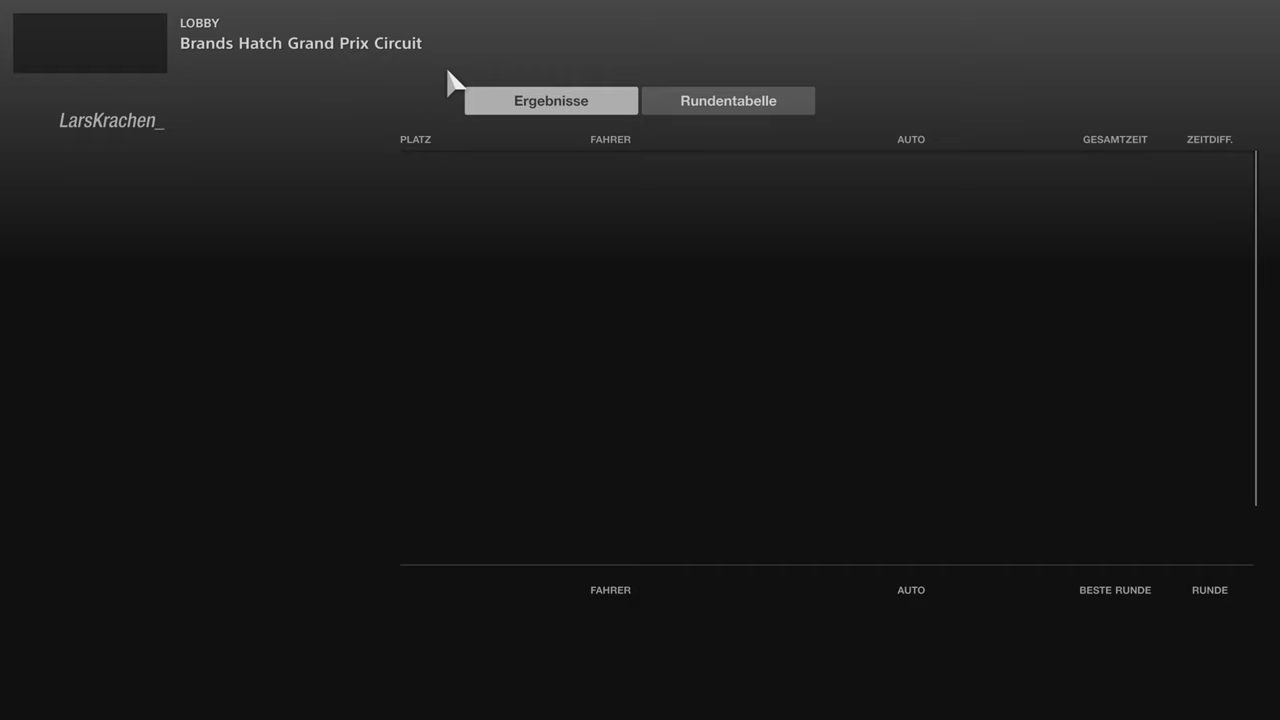 LOBBY
Brands Hatch Grand Prix Circuit
Ergebnisse Rundentabelle
LarsKrachen_
PLATZ FAHRER AUTO GESAMTZEIT ZEITDIFF.
FAHRER AUTO BESTE RUNDE RUNDE